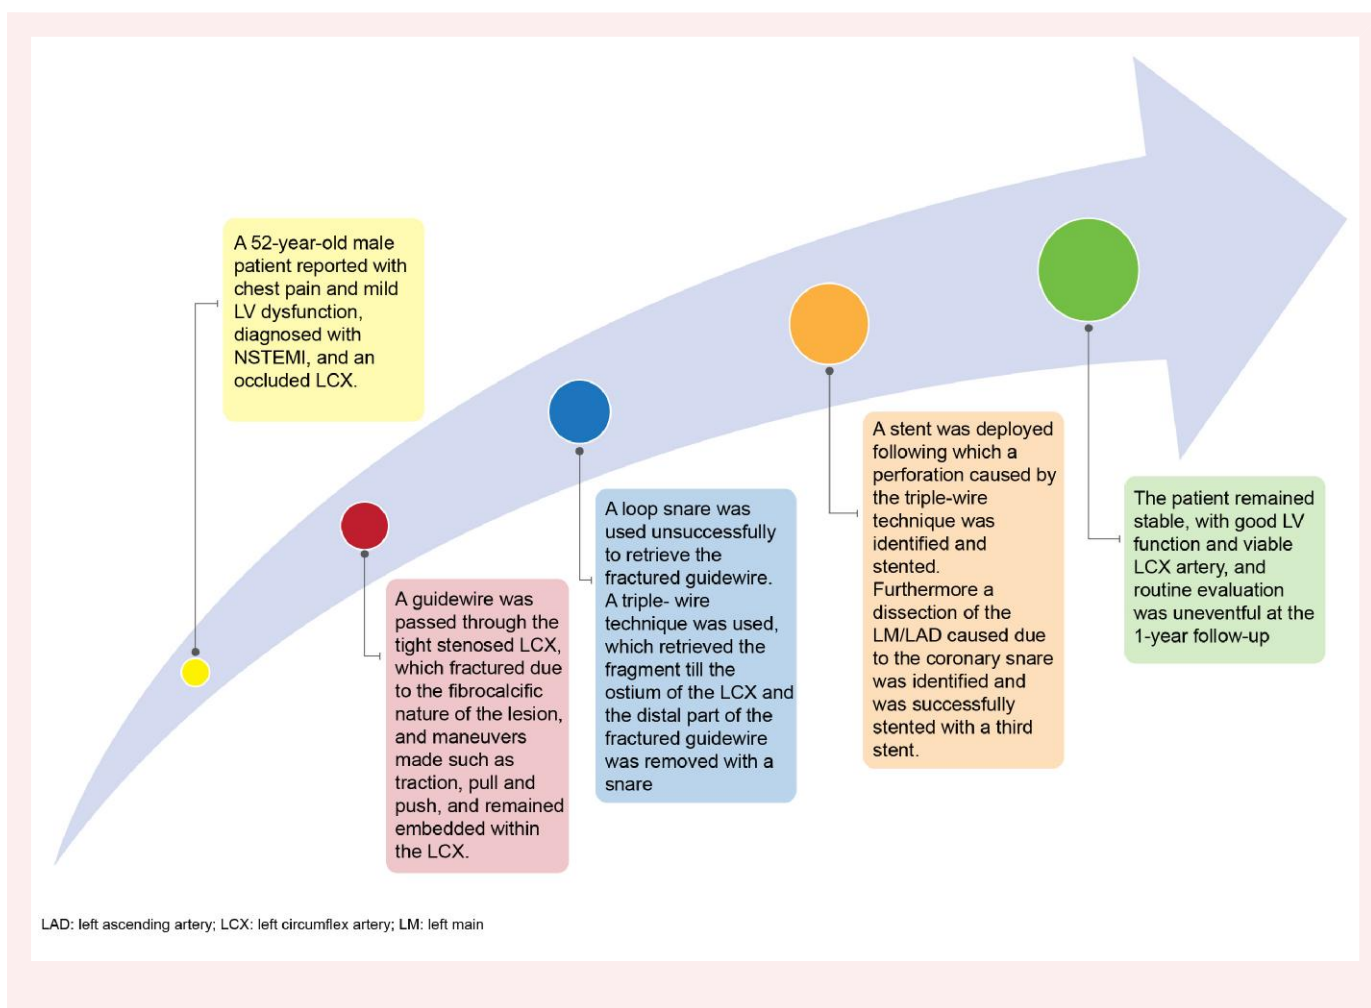 A 52-year-old male
patient reported with
chest pain and mild
LV dysfunction,
diagnosed with
NSTEMI, and an
occluded LCX.
A guidewire was
passed through the
tight stenosed LCX,
which fractured due
to the fibrocalcific
nature of the lesion,
and maneuvers
made such as
traction, pull and
push, and remained
embedded within
the LCX.
A loop snare was
used unsuccessfully
to retrieve the
fractured guidewire.
A triple- wire
technique was used,
which retrieved the
fragment till the
ostium of the LCX and
the distal part of the
fractured guidewire
was removed with a
snare
A stent was deployed
following which a
perforation caused by
the triple-wire
technique was
identified and
stented.
Furthermore a
dissection of the
LM/LAD caused due
to the coronary snare
was identified and
was successfully
stented with a third
stent.
The patient remained
stable, with good LV
function and viable
LCX artery, and
routine evaluation
was uneventful at the
1-year follow-up
LAD: left ascending artery; LCX: left circumflex artery; LM: left main